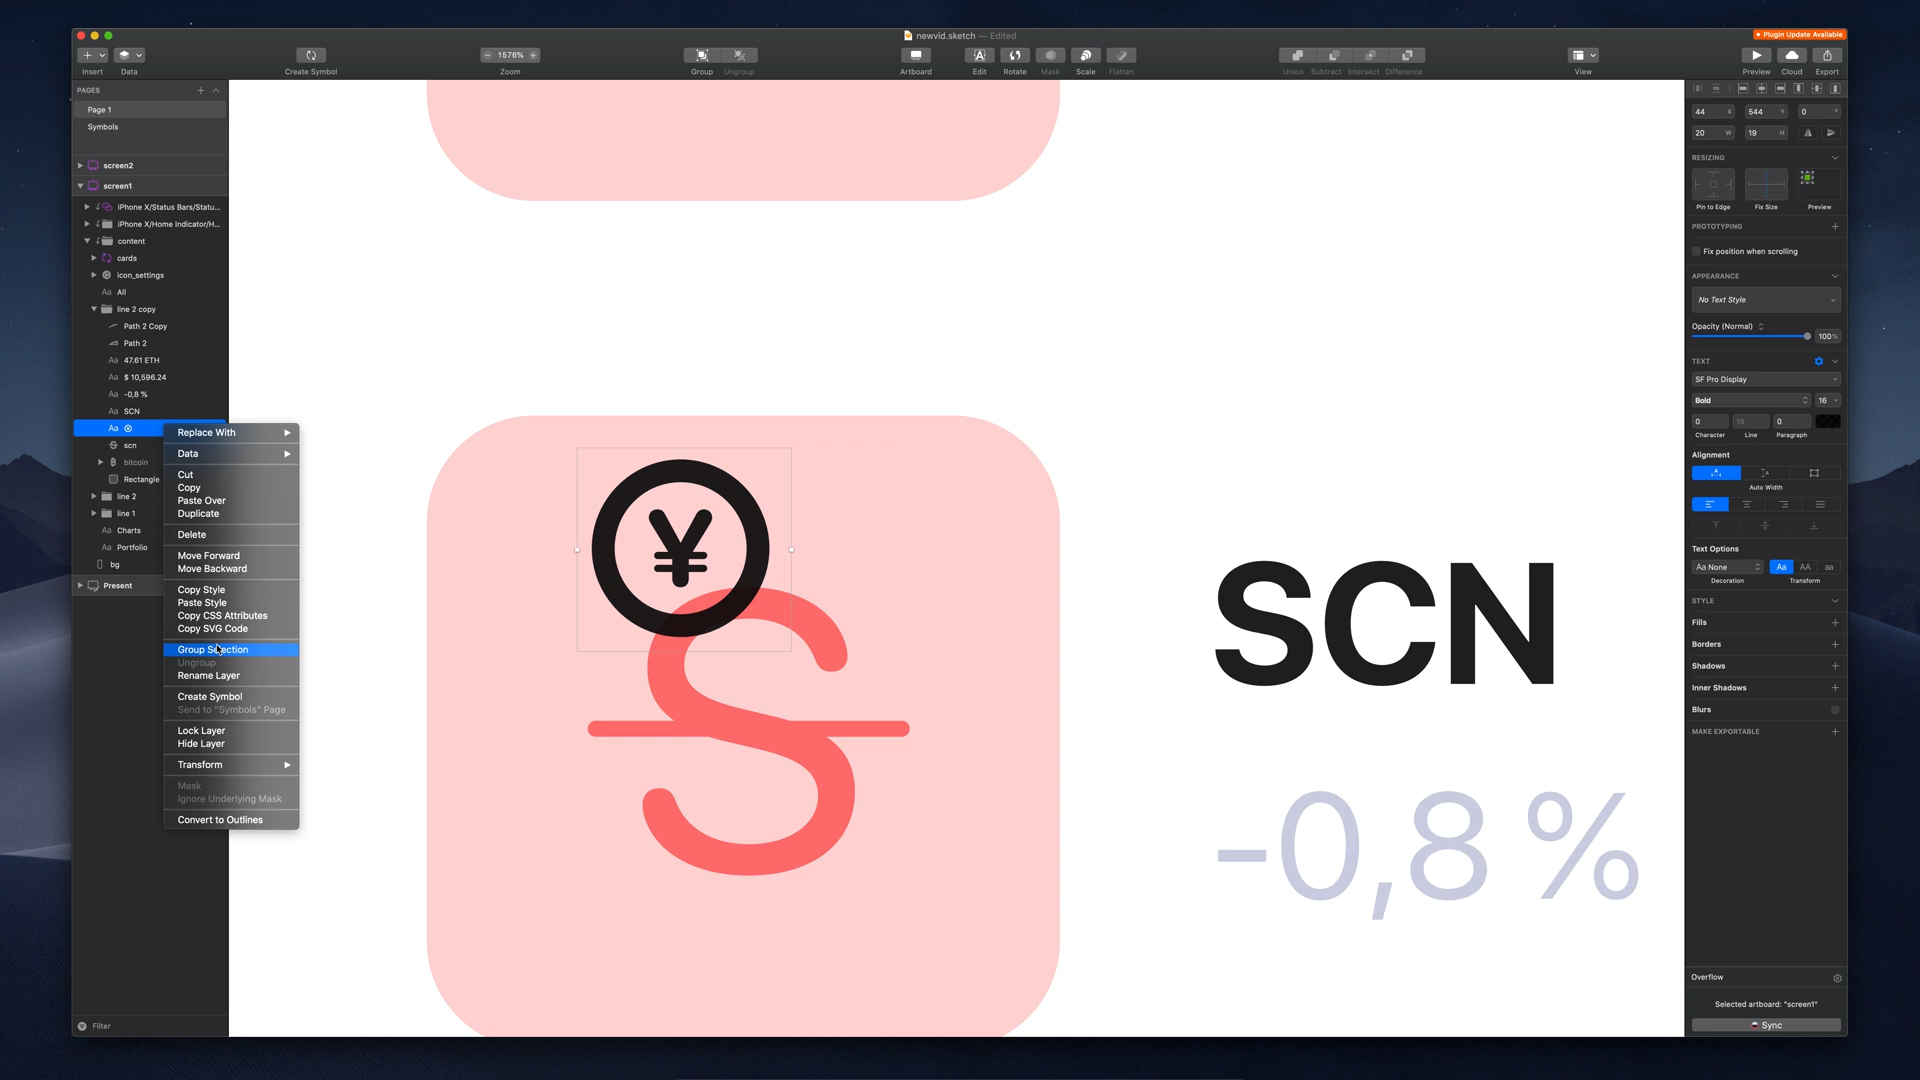 newvid.sketch — Edited
Plugin Update Available
1576%
Insert
Data
Create Symbol
Zoom
Group
Ungroup
Artboard
Edit
Rotate
Mask
Scale
Flatten
Union
Subtract
Intersect
Difference
View
Preview
Cloud
Export
PAGES
Page 1
Symbols
screen2
screen1
iPhone X/Status Bars/Statu...
iPhone X/Home Indicator/H...
content
cards
icon_settings
Aa All
line 2 copy
Path 2 Copy
Path 2
Aa 47.61 ETH
Aa $ 10,596.24
Aa -0,8 %
Aa SCN
Aa
scn
bitcoin
Rectangle
line 2
line 1
Aa Charts
Aa Portfolio
bg
Present
Filter
Replace With
Data
Cut
Copy
Paste Over
Duplicate
Delete
Move Forward
Move Backward
Copy Style
Paste Style
Copy CSS Attributes
Copy SVG Code
Group Selection
Ungroup
Rename Layer
Create Symbol
Send to “Symbols” Page
Lock Layer
Hide Layer
Transform
Mask
Ignore Underlying Mask
Convert to Outlines
¥
SCN
-0,8 %
44 X 544 Y 0 °
20 W 19 H
RESIZING
Pin to Edge Fix Size Preview
PROTOTYPING
Fix position when scrolling
APPEARANCE
No Text Style
Opacity (Normal)
100%
TEXT
SF Pro Display
Bold 16
0 19 0
Character Line Paragraph
Alignment
Auto Width
Text Options
Aa None Aa AA aa
Decoration Transform
STYLE
Fills
Borders
Shadows
Inner Shadows
Blurs
MAKE EXPORTABLE
Overflow
Selected artboard: "screen1"
Sync